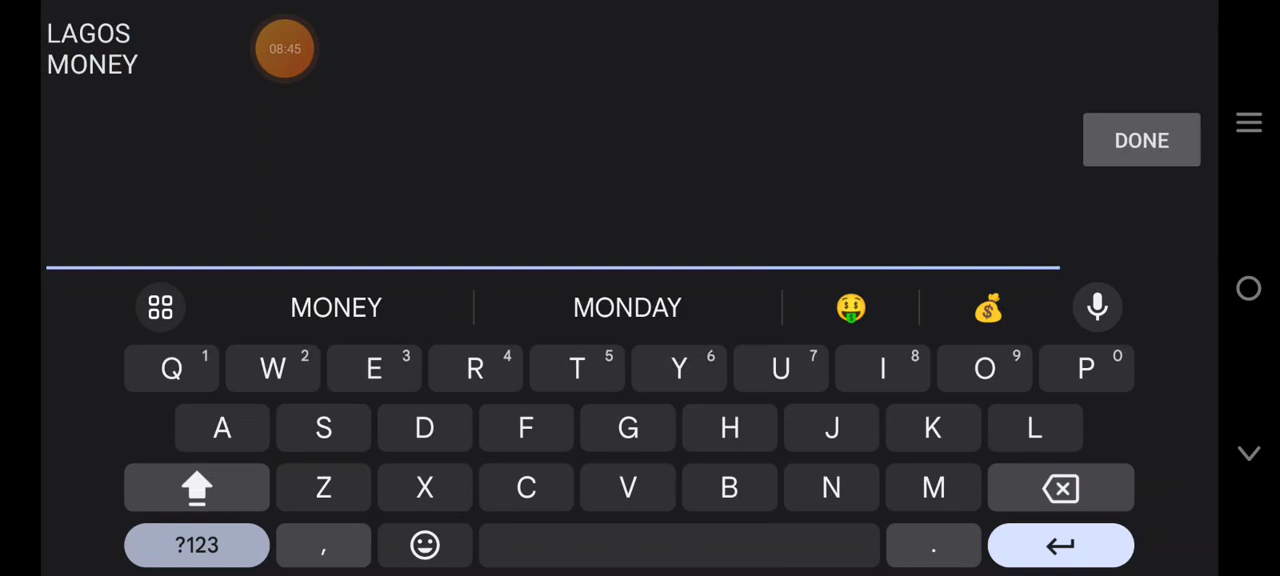 LAGOS
MONEY
08:45
DONE
MONEY MONDAY
Q 1 W 2 E 3 R 4 T 5 Y 6 U 7 I 8 O 9 P 0
A S D F G H J K L
Z X C V B N M
?123 , .